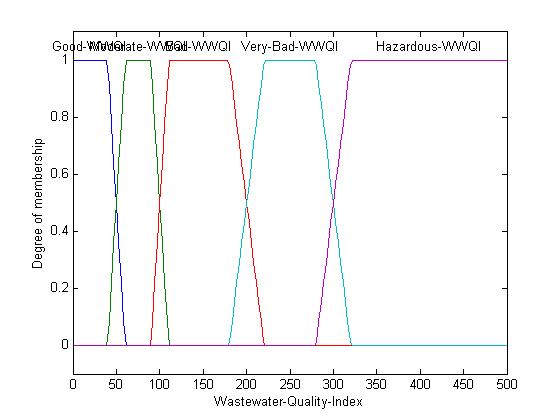 Good-WWQI Moderate-WWQI Bad-WWQI Very-Bad-WWQI Hazardous-WWQI
1
0.8
0.6
0.4
0.2
0
Degree of membership
0 50 100 150 200 250 300 350 400 450 500
Wastewater-Quality-Index